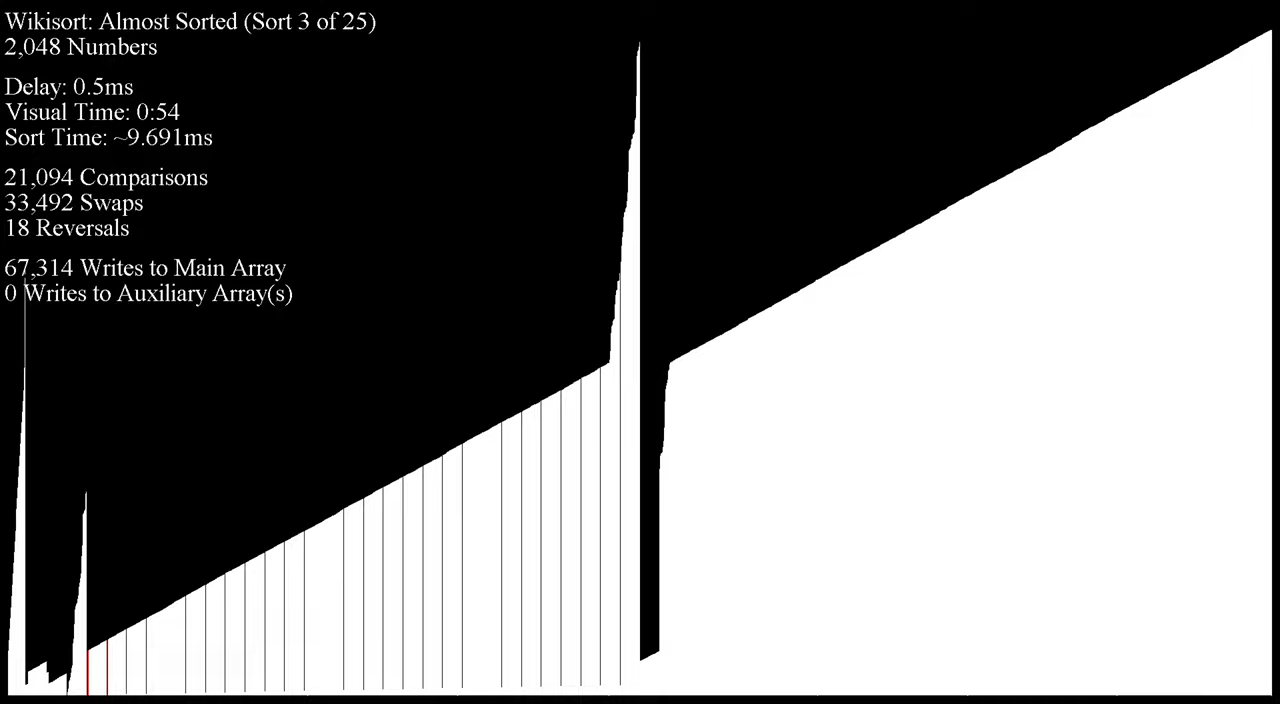 Wikisort: Almost Sorted (Sort 3 of 25)
2,048 Numbers
Delay: 0.5ms
Visual Time: 0:54
Sort Time: ~9.691ms
21,094 Comparisons
33,492 Swaps
18 Reversals
67,314 Writes to Main Array
0 Writes to Auxiliary Array(s)